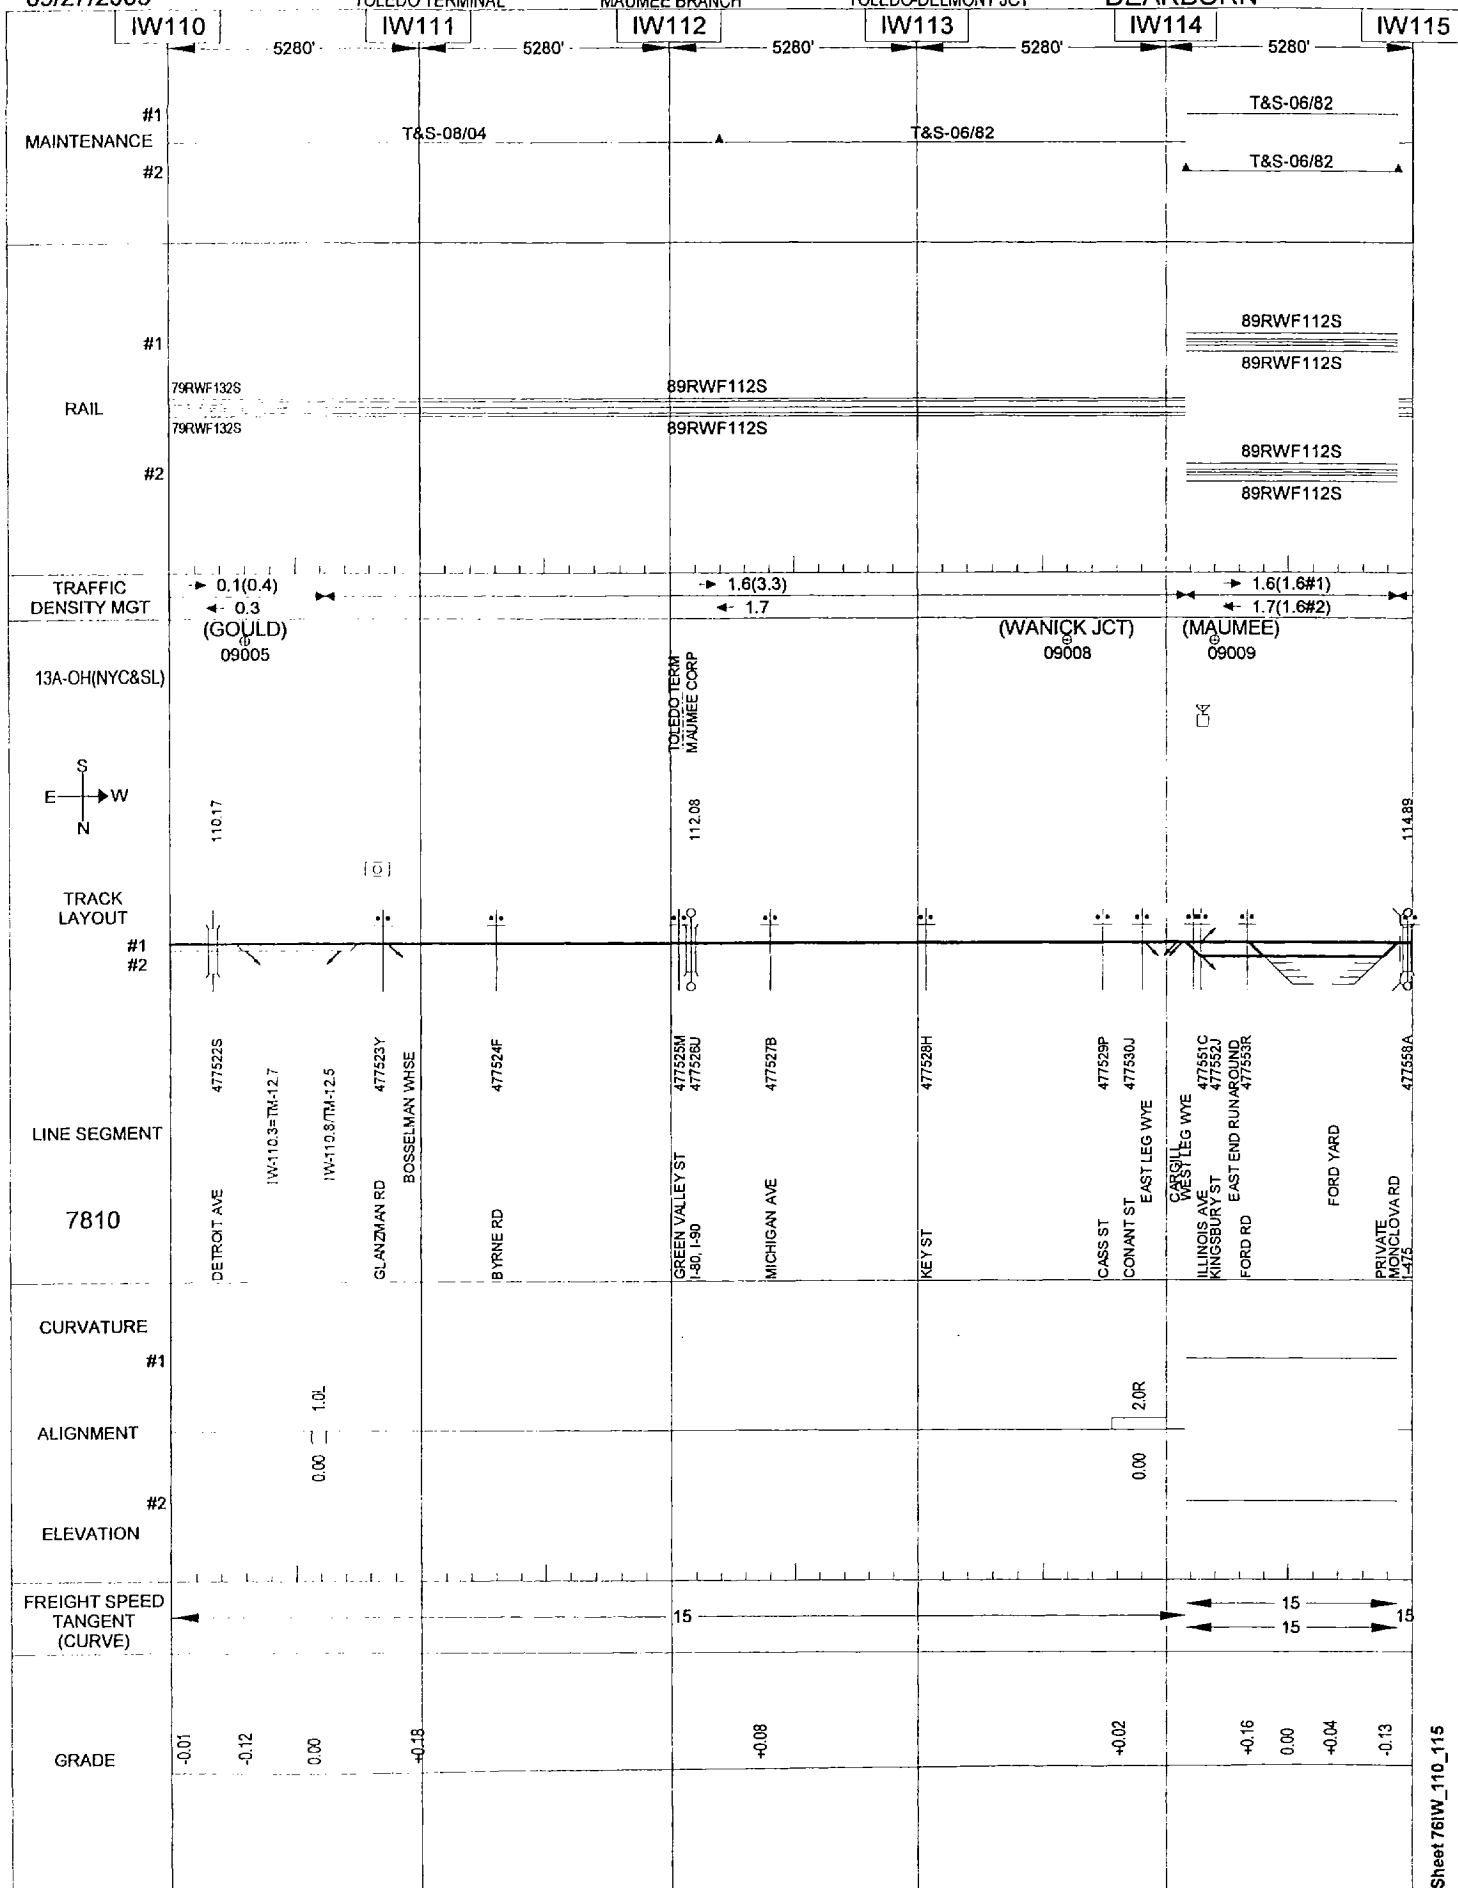 TOLEDO TERMINAL MAUMEE BRANCH TOLEDO-DELMONT JCT DEARBORN
IW110 IW111 IW112 IW113 IW114 IW115
5280' 5280' 5280' 5280' 5280'
#1 T&S-06/82
MAINTENANCE T&S-08/04 T&S-06/82
#2 T&S-06/82
89RWF112S
#1
89RWF112S
79RWF132S 89RWF112S
RAIL
79RWF132S 89RWF112S
89RWF112S
#2
89RWF112S
TRAFFIC 0.1(0.4) 1.6(3.3) 1.6(1.6#1)
DENSITY MGT 0.3 1.7 1.7(1.6#2)
(GOULD) (WANICK JCT) (MAUMEE)
09005 09008 09009
13A-OH(NYC&SL)
TOLEDO TERM
MAUMEE CORP
S
E W
N
110.17
112.08
114.89
TRACK
LAYOUT
#1
#2
477522S
477523Y
477524F
477525M
477526U
477527B
477528H
477529P
477530J
477551C
477552J
477553R
477558A
LINE SEGMENT
7810
DETROIT AVE
IW-110.3=TM-12.7
IW-110.8/TM-12.5
GLANZMAN RD
BOSSELMAN WHSE
BYRNE RD
GREEN VALLEY ST
I-80, I-90
MICHIGAN AVE
KEY ST
CASS ST
CONANT ST
EAST LEG WYE
CARGILL
WEST LEG WYE
ILLINOIS AVE
KINGSBURY ST
EAST END RUNAROUND
FORD RD
FORD YARD
PRIVATE
MONCLOVA RD
I-475
CURVATURE
#1
1.0L 2.0R
ALIGNMENT
0.00 0.00
#2
ELEVATION
FREIGHT SPEED 15
TANGENT 15 15
(CURVE) 15
GRADE
-0.01
-0.12
0.00
+0.18
+0.08
+0.02
+0.16
0.00
+0.04
-0.13
Sheet 76IW_110_115